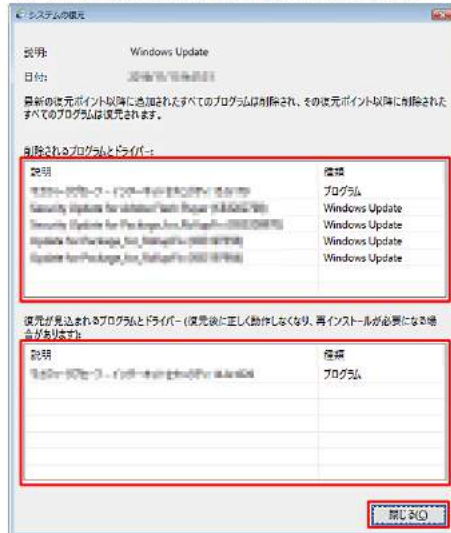 システムの復元
説明: Windows Update
日付:
最新の復元ポイント以降に追加されたすべてのプログラムは削除され、その復元ポイント以降に削除された
すべてのプログラムは復元されます。
削除されるプログラムとドライバー:
説明 種類
プログラム
Windows Update
Windows Update
Windows Update
Windows Update
復元が見込まれるプログラムとドライバー (復元後に正しく動作しなくなり、再インストールが必要になる場
合があります):
説明 種類
プログラム
閉じる(C)